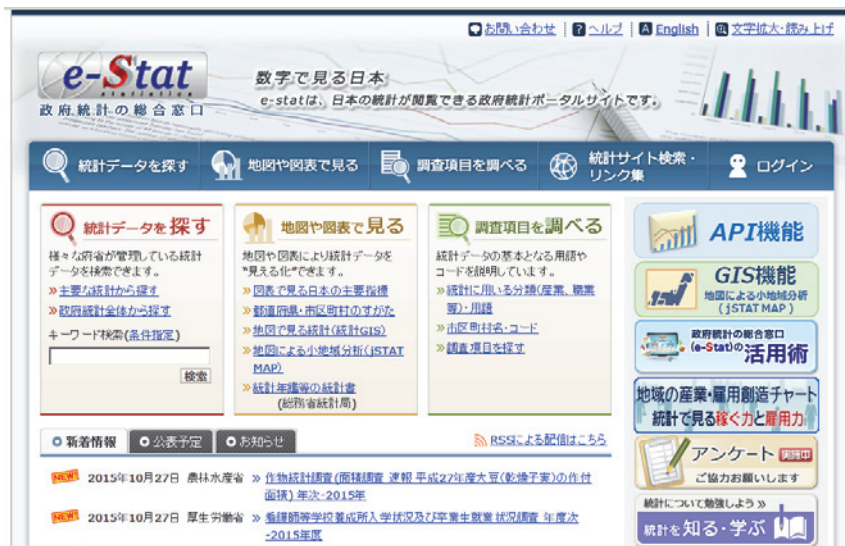 お問い合わせ ヘルプ English 文字拡大・読み上げ
e-Stat
statistics
政府統計の総合窓口
数字で見る日本
e-statは、日本の統計が閲覧できる政府統計ポータルサイトです。
統計データを探す 地図や図表で見る 調査項目を調べる 統計サイト検索・リンク集 ログイン
統計データを探す
様々な府省が管理している統計
データを検索できます。
»主要な統計から探す
»政府統計全体から探す
キーワード検索(条件指定)
検索
地図や図表で見る
地図や図表により統計データを
"見える化"できます。
»図表で見る日本の主要指標
»都道府県・市区町村のすがた
»地図で見る統計(統計GIS)
»地図による小地域分析(jSTAT
MAP)
»統計年鑑等の統計書
(総務省統計局)
調査項目を調べる
統計データの基本となる用語や
コードを説明しています。
»統計に用いる分類(産業、職業
等)・用語
»市区町村名・コード
»調査項目を探す
API機能
GIS機能
地図による小地域分析
(jSTAT MAP)
政府統計の総合窓口
(e-Stat)の活用術
地域の産業・雇用創造チャート
統計で見る稼ぐ力と雇用力
アンケート 実施中
ご協力お願いします
統計について勉強しよう»
統計を知る・学ぶ
新着情報 公表予定 お知らせ
RSSによる配信はこちら
NEW! 2015年10月27日 農林水産省 »作物統計調査(面積調査 速報 平成27年産大豆(乾燥子実)の作付
面積) 年次-2015年
NEW! 2015年10月27日 厚生労働省 »看護師等学校養成所入学状況及び卒業生就業状況調査 年度次
-2015年度